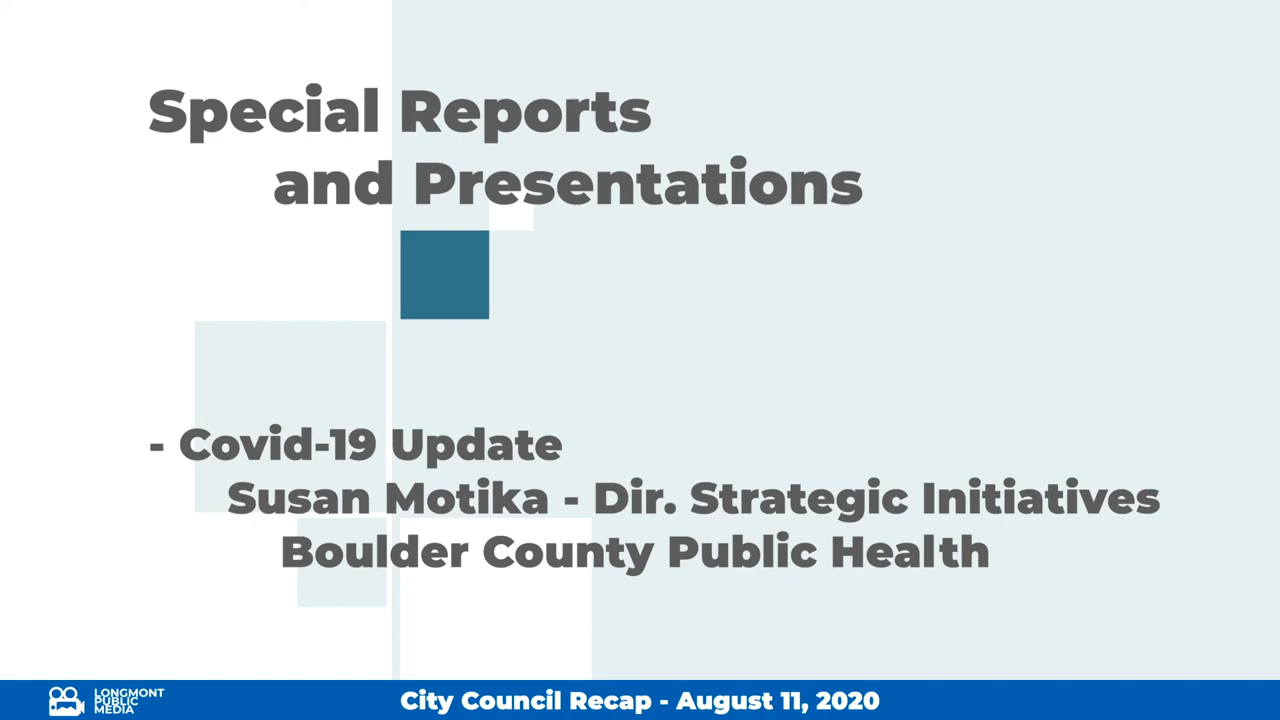 Special Reports
and Presentations
- Covid-19 Update
Susan Motika - Dir. Strategic Initiatives
Boulder County Public Health
LONGMONT
PUBLIC
MEDIA
City Council Recap - August 11, 2020